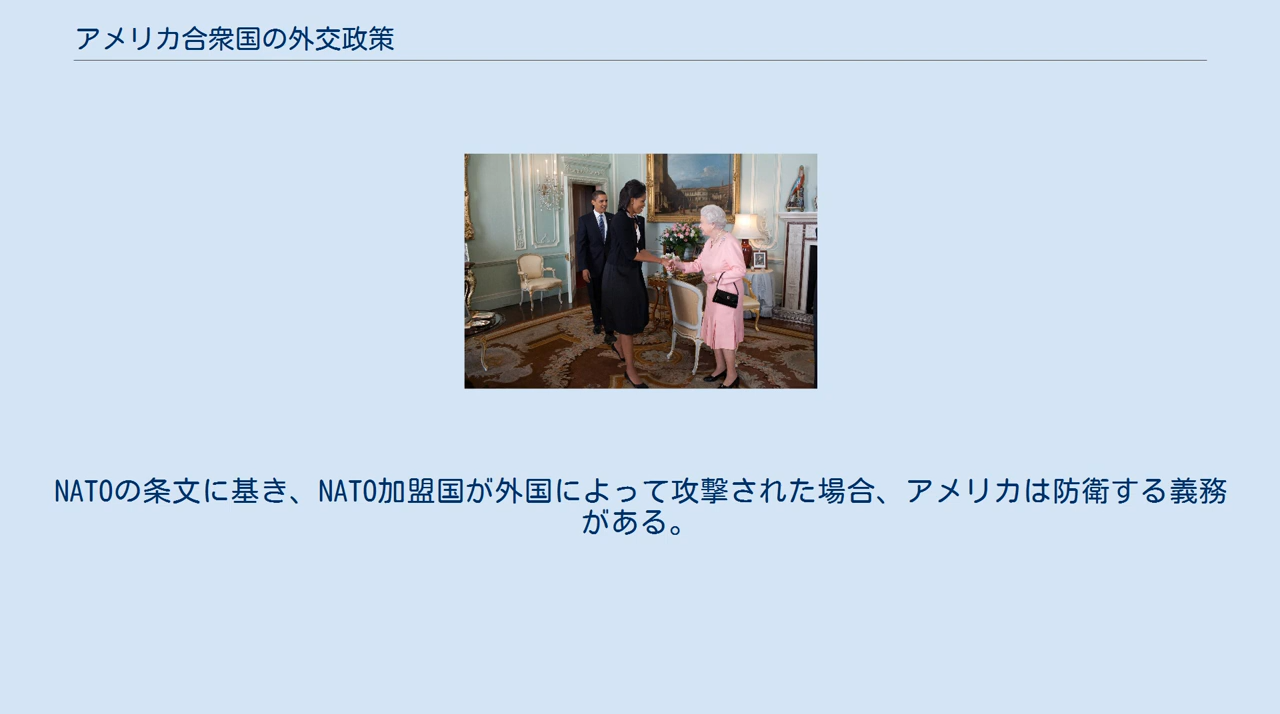 アメリカ合衆国の外交政策
NATOの条文に基き、NATO加盟国が外国によって攻撃された場合、アメリカは防衛する義務
がある。